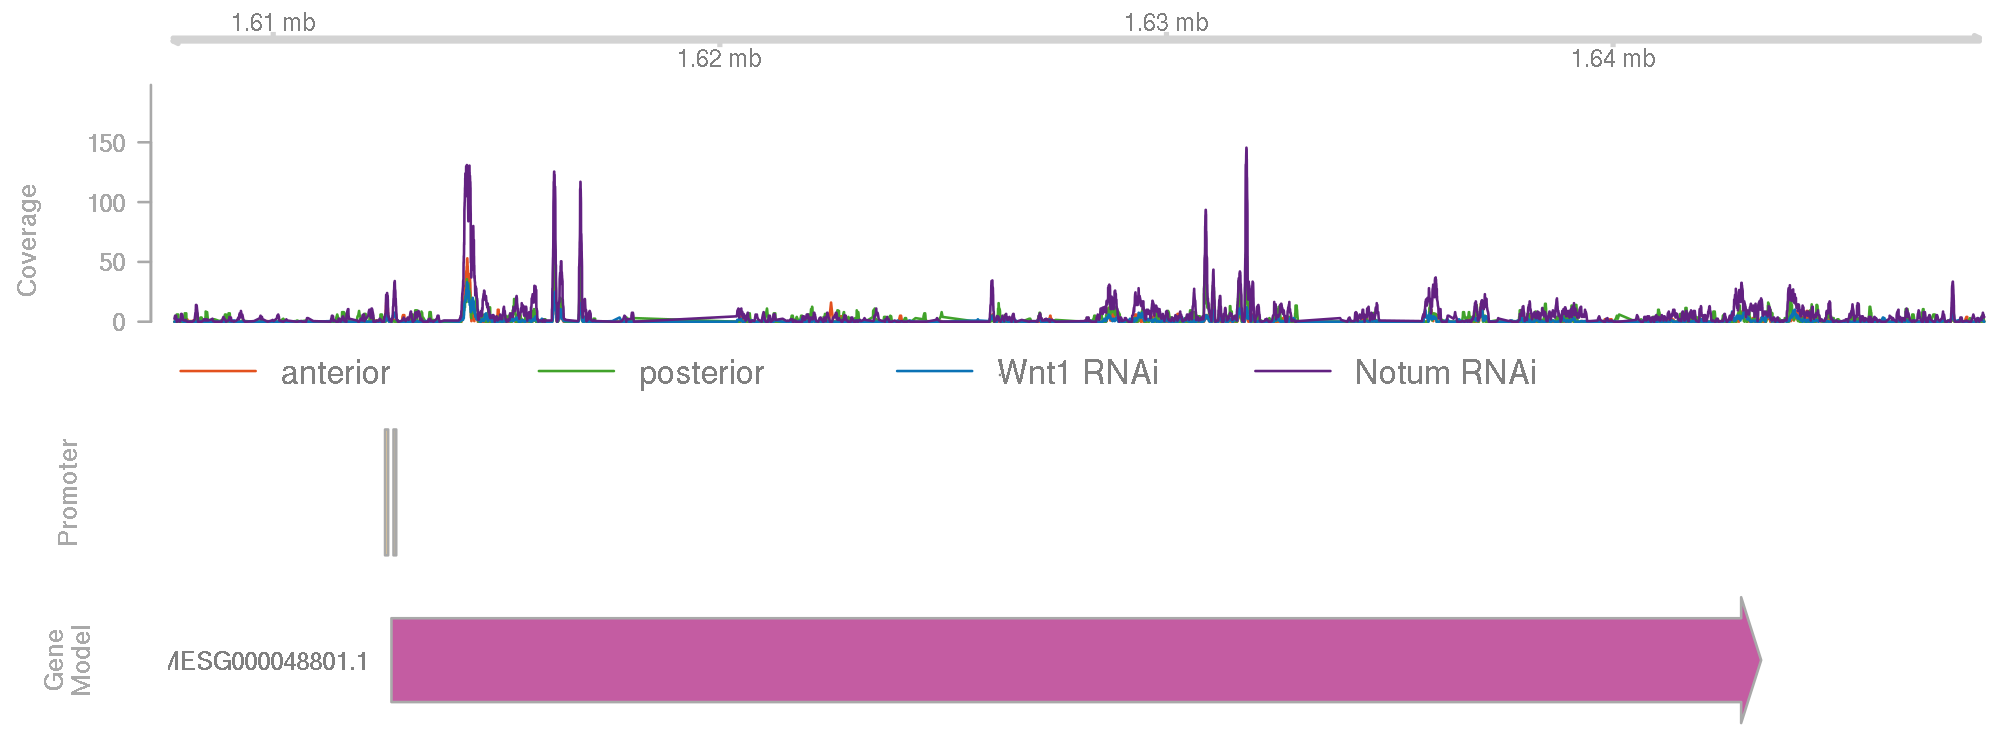 1.61 mb
1.63 mb
1.62 mb
1.64 mb
Coverage
150
100
50
0
anterior
posterior
Wnt1 RNAi
Notum RNAi
Promoter
Gene
Model
MESG000048801.1